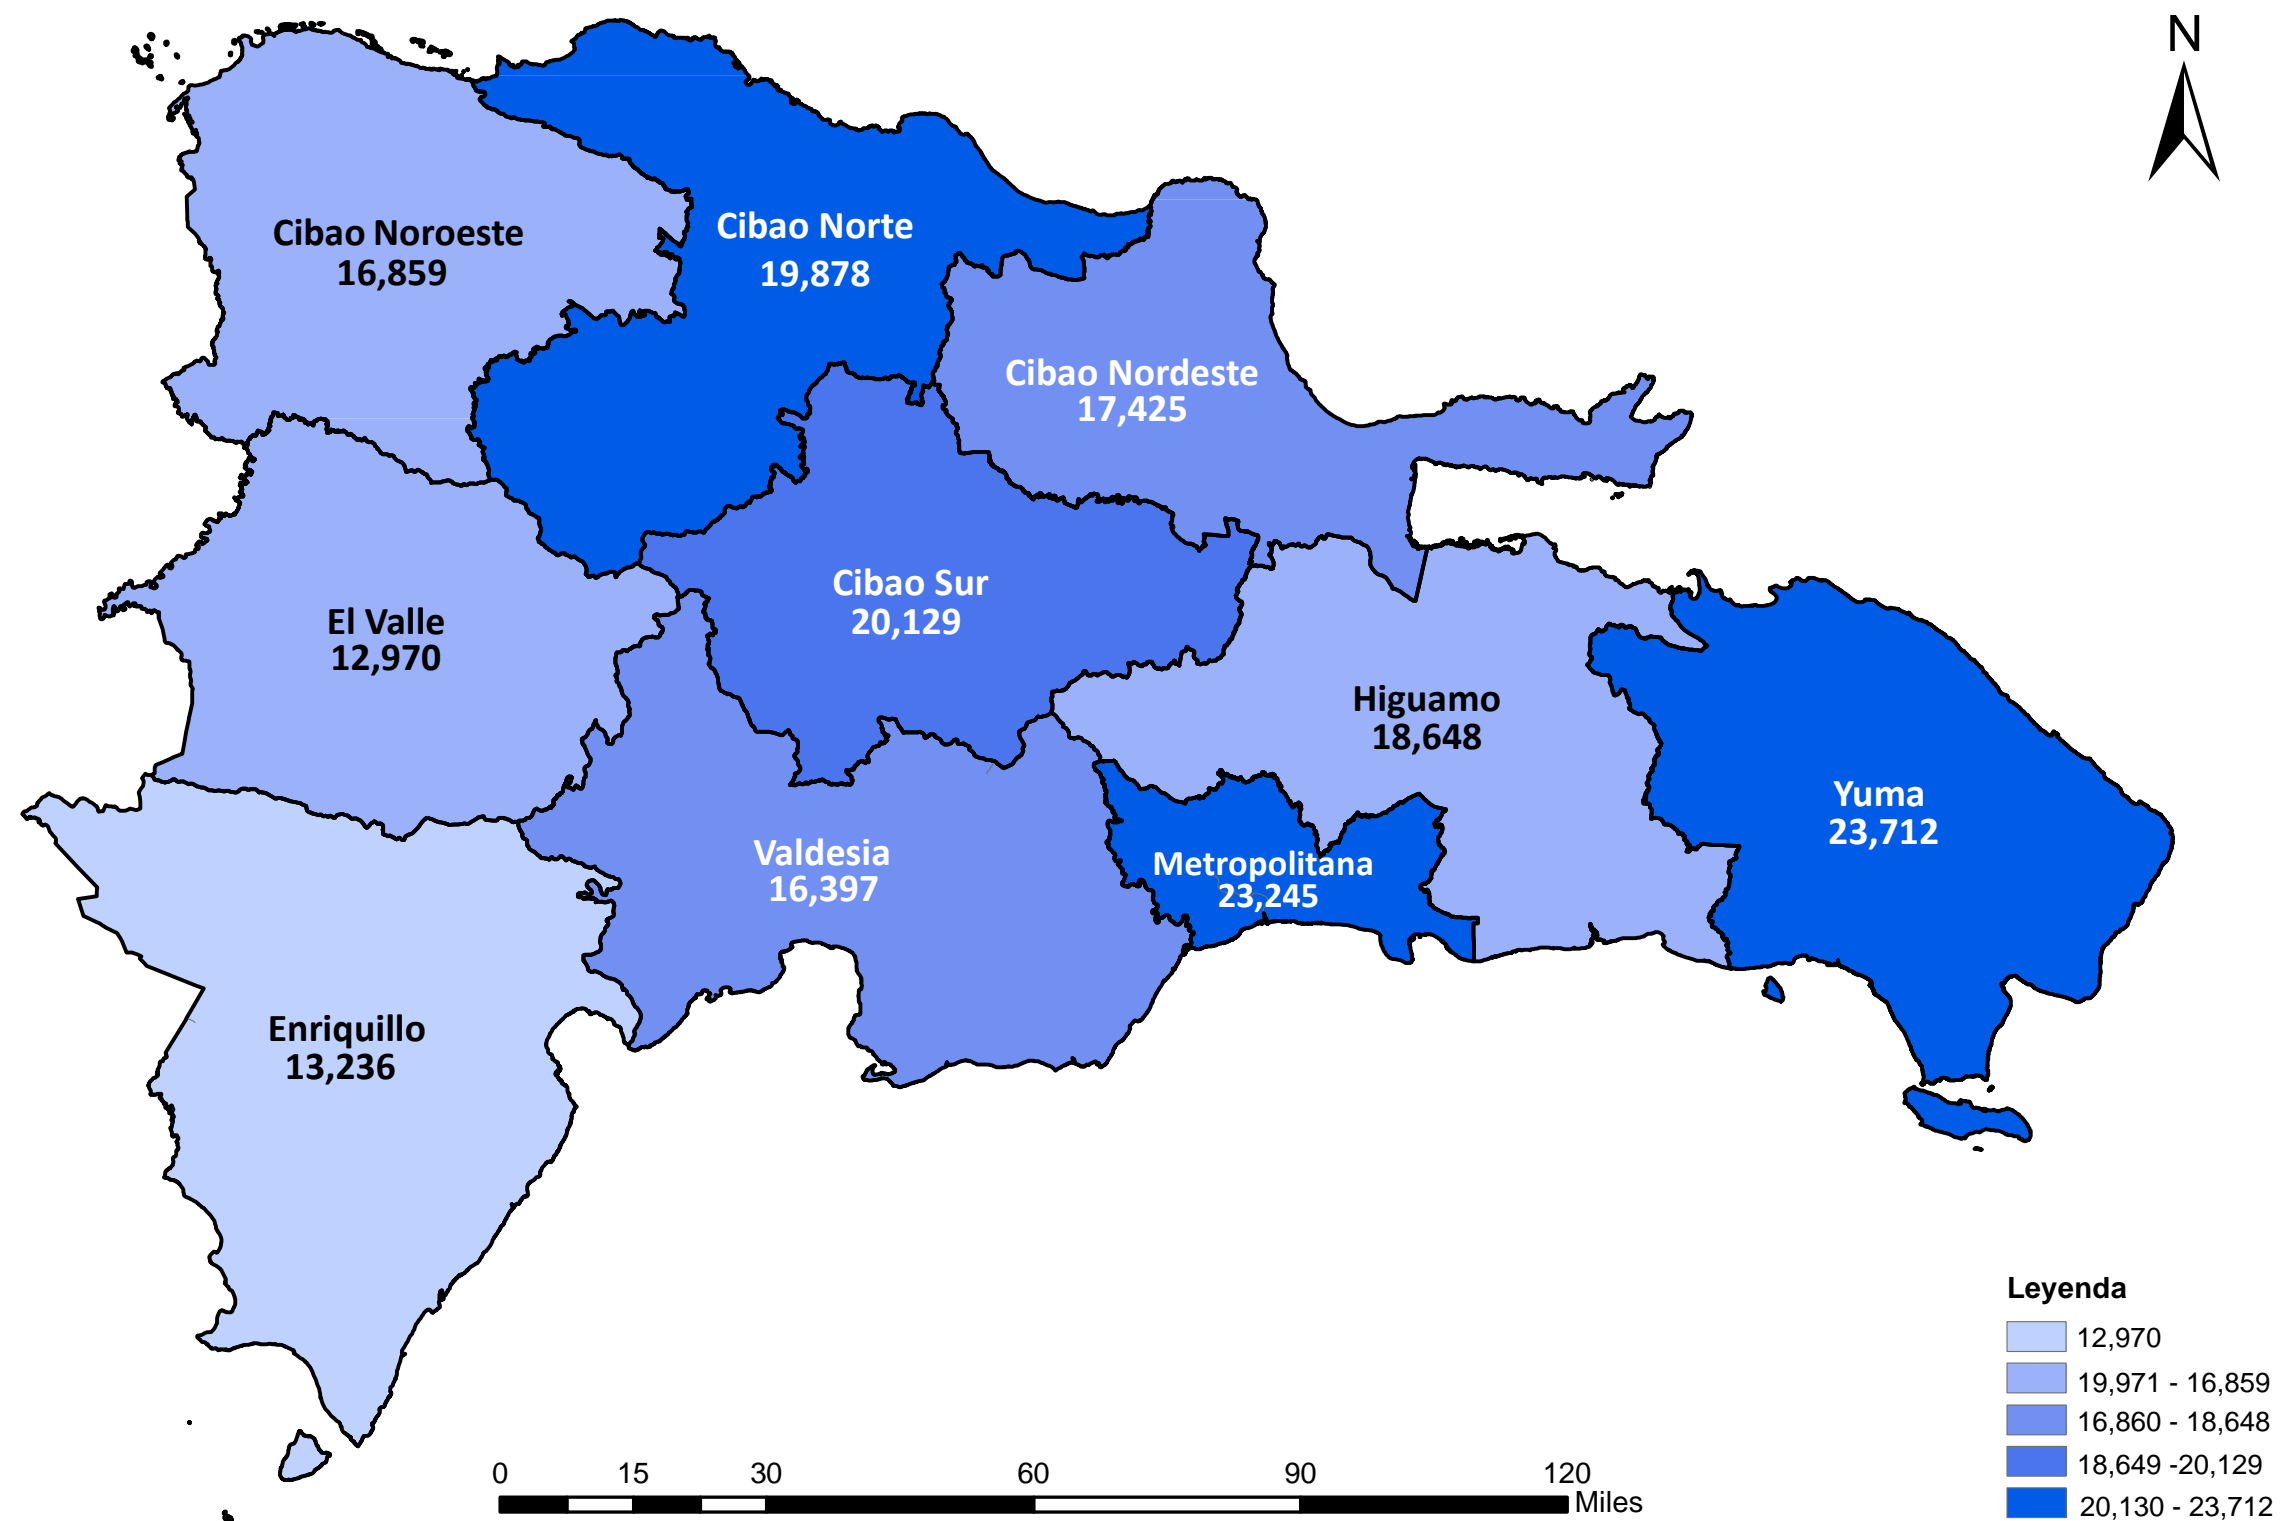 N
Cibao Noroeste
16,859
Cibao Norte
19,878
Cibao Nordeste
17,425
El Valle
12,970
Cibao Sur
20,129
Higuamo
18,648
Yuma
23,712
Valdesia
16,397
Metropolitana
23,245
Enriquillo
13,236
Leyenda
12,970
19,971 - 16,859
16,860 - 18,648
18,649 -20,129
20,130 - 23,712
0 15 30 60 90 120
Miles